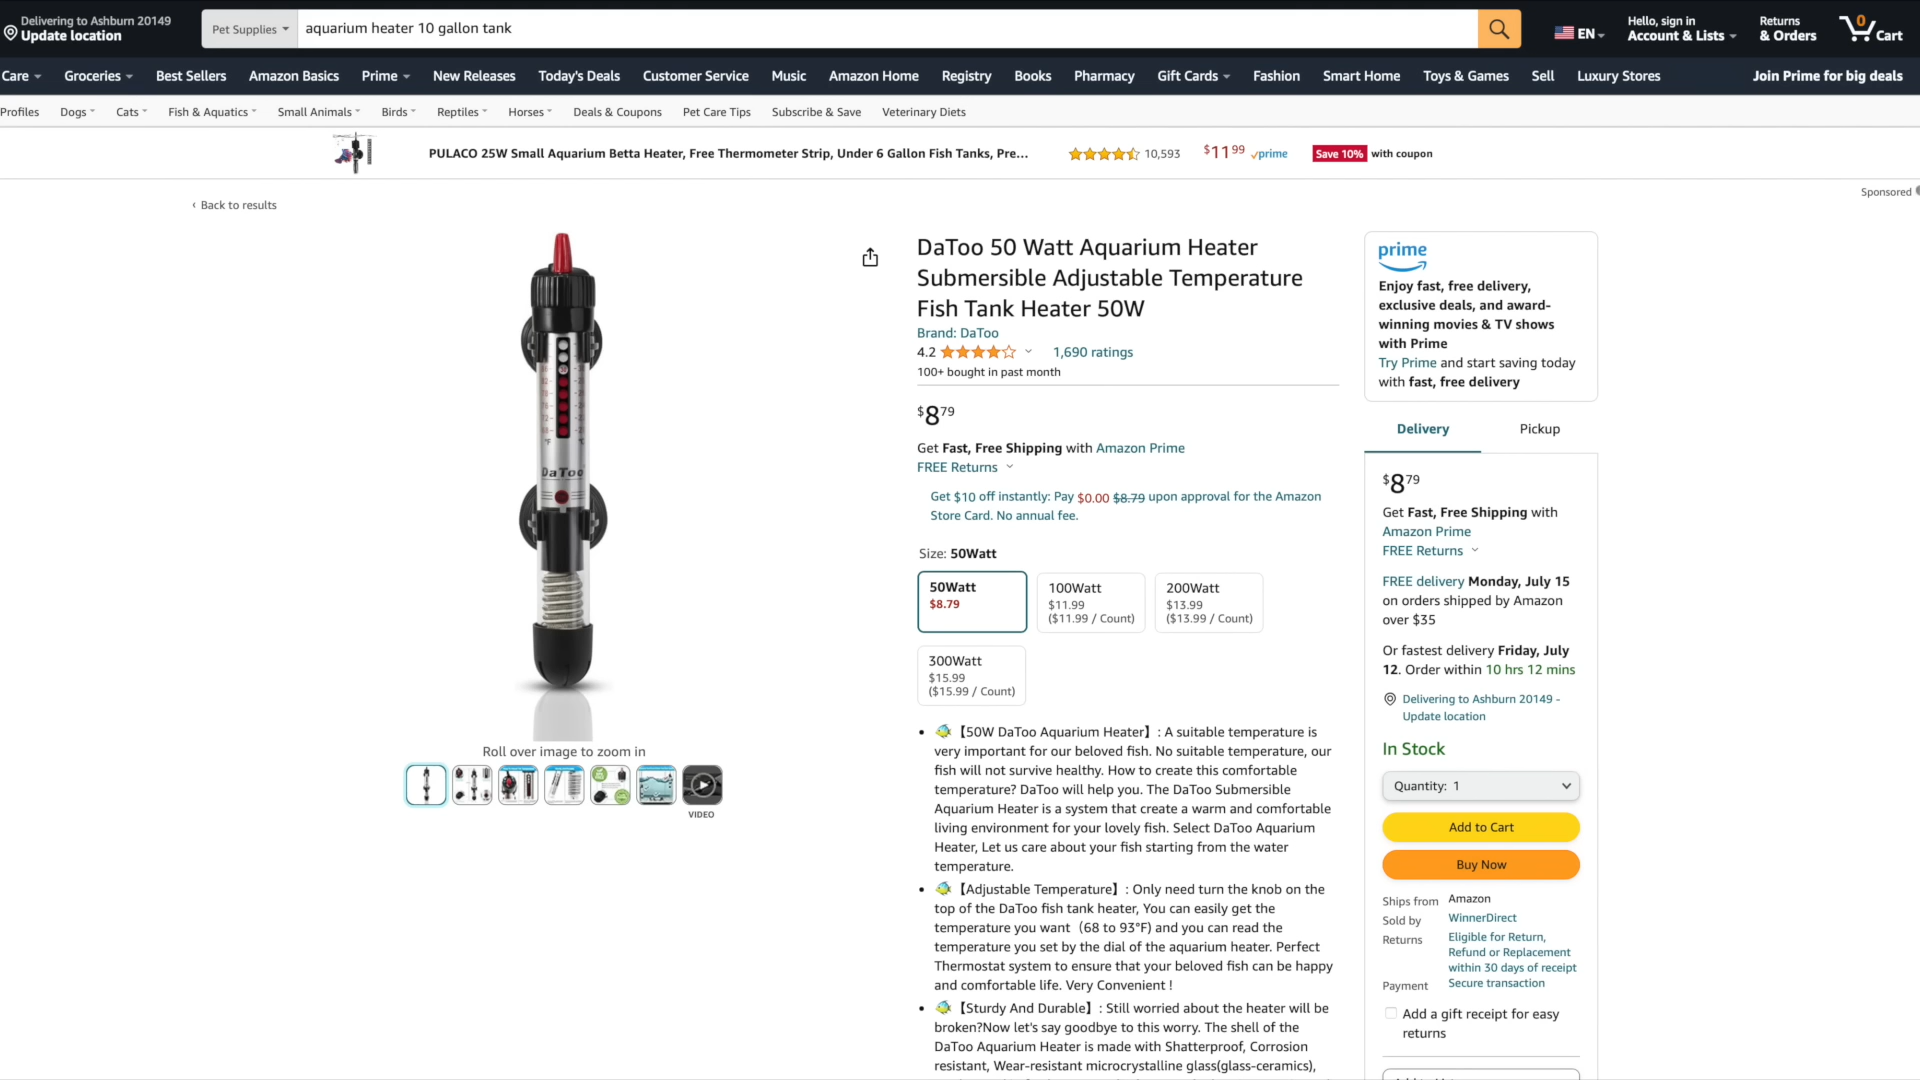 Delivering to Ashburn 20149
Update location
Pet Supplies
aquarium heater 10 gallon tank
EN
Hello, sign in
Account & Lists
Returns
& Orders
0
Cart
Care
Groceries
Best Sellers
Amazon Basics
Prime
New Releases
Today's Deals
Customer Service
Music
Amazon Home
Registry
Books
Pharmacy
Gift Cards
Fashion
Smart Home
Toys & Games
Sell
Luxury Stores
Join Prime for big deals
Profiles
Dogs
Cats
Fish & Aquatics
Small Animals
Birds
Reptiles
Horses
Deals & Coupons
Pet Care Tips
Subscribe & Save
Veterinary Diets
PULACO 25W Small Aquarium Betta Heater, Free Thermometer Strip, Under 6 Gallon Fish Tanks, Pre...
10,593
$11 99
prime
Save 10% with coupon
Sponsored
‹ Back to results
DaToo
Roll over image to zoom in
VIDEO
DaToo 50 Watt Aquarium Heater
Submersible Adjustable Temperature
Fish Tank Heater 50W
Brand: DaToo
4.2
1,690 ratings
100+ bought in past month
$8 79
Get Fast, Free Shipping with Amazon Prime
FREE Returns
Get $10 off instantly: Pay $0.00 $8.79 upon approval for the Amazon
Store Card. No annual fee.
Size: 50Watt
50Watt
$8.79
100Watt
$11.99
($11.99 / Count)
200Watt
$13.99
($13.99 / Count)
300Watt
$15.99
($15.99 / Count)
• 🐠【50W DaToo Aquarium Heater】: A suitable temperature is
very important for our beloved fish. No suitable temperature, our
fish will not survive healthy. How to create this comfortable
temperature? DaToo will help you. The DaToo Submersible
Aquarium Heater is a system that create a warm and comfortable
living environment for your lovely fish. Select DaToo Aquarium
Heater, Let us care about your fish starting from the water
temperature.
• 🐠【Adjustable Temperature】: Only need turn the knob on the
top of the DaToo fish tank heater, You can easily get the
temperature you want（68 to 93°F) and you can read the
temperature you set by the dial of the aquarium heater. Perfect
Thermostat system to ensure that your beloved fish can be happy
and comfortable life. Very Convenient !
• 🐠【Sturdy And Durable】: Still worried about the heater will be
broken?Now let's say goodbye to this worry. The shell of the
DaToo Aquarium Heater is made with Shatterproof, Corrosion
resistant, Wear-resistant microcrystalline glass(glass-ceramics),
prime
Enjoy fast, free delivery,
exclusive deals, and award-
winning movies & TV shows
with Prime
Try Prime and start saving today
with fast, free delivery
Delivery
Pickup
$8 79
Get Fast, Free Shipping with
Amazon Prime
FREE Returns
FREE delivery Monday, July 15
on orders shipped by Amazon
over $35
Or fastest delivery Friday, July
12. Order within 10 hrs 12 mins
Delivering to Ashburn 20149 -
Update location
In Stock
Quantity: 1
Add to Cart
Buy Now
Ships from
Amazon
Sold by
WinnerDirect
Returns
Eligible for Return,
Refund or Replacement
within 30 days of receipt
Payment
Secure transaction
Add a gift receipt for easy
returns